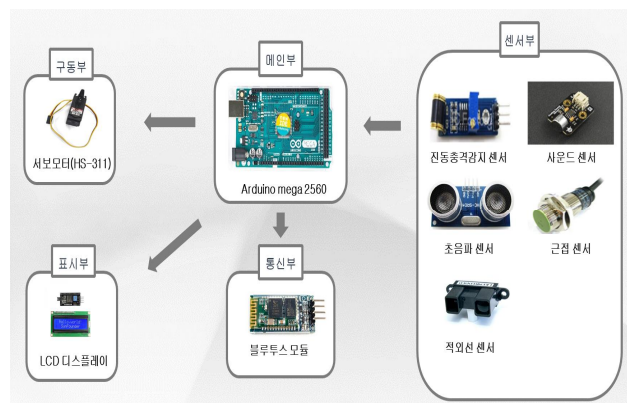 구동부
서보모터(HS-311)
메인부
Arduino mega 2560
센서부
진동충격감지 센서
사운드 센서
초음파 센서
근접 센서
적외선 센서
표시부
LCD 디스플레이
통신부
블루투스 모듈